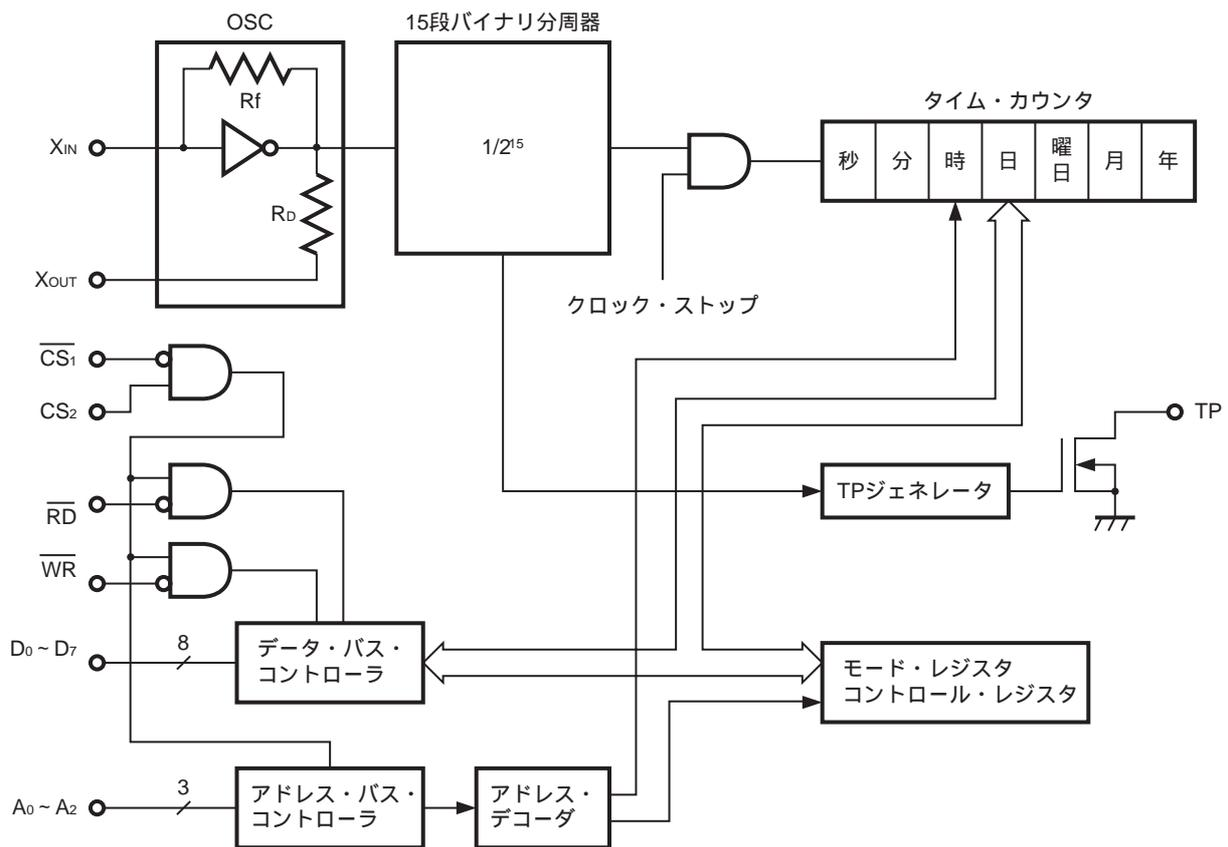 OSC
15段バイナリ分周器
Rf
XIN
1/2¹⁵
タイム・カウンタ
秒 分 時 日 曜日 月 年
RD
XOUT
クロック・ストップ
CS1
CS2
TP
TPジェネレータ
RD
WR
D0 ~ D7
8
データ・バス・
コントローラ
モード・レジスタ
コントロール・レジスタ
A0 ~ A2
3
アドレス・バス・
コントローラ
アドレス・
デコーダ